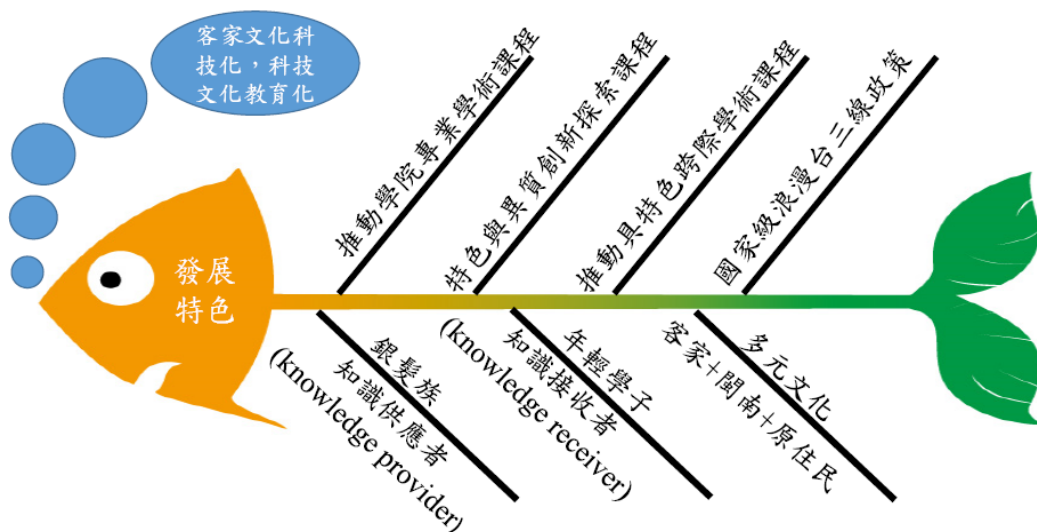 客家文化科
技化，科技
文化教育化
發展
特色
推動學院專業學術課程
特色與異質創新探索課程
推動具特色跨際學術課程
國家級浪漫台三線政策
銀髮族
知識供應者
(knowledge provider)
年輕學子
知識接收者
(knowledge receiver)
多元文化
客家+閩南+原住民